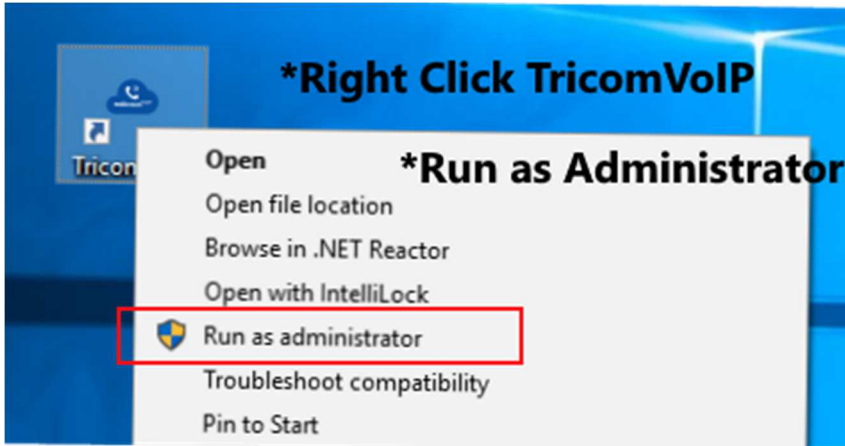 *Right Click TricomVoIP
Tricom
Open
*Run as Administrator
Open file location
Browse in .NET Reactor
Open with IntelliLock
Run as administrator
Troubleshoot compatibility
Pin to Start